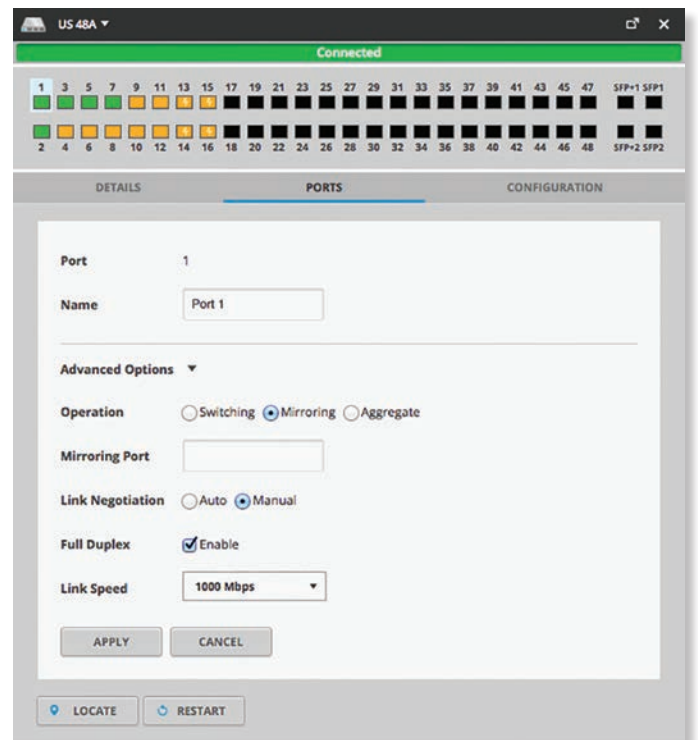 US 48A
Connected
1 3 5 7 9 11 13 15 17 19 21 23 25 27 29 31 33 35 37 39 41 43 45 47 SFP+1 SFP1
2 4 6 8 10 12 14 16 18 20 22 24 26 28 30 32 34 36 38 40 42 44 46 48 SFP+2 SFP2
DETAILS PORTS CONFIGURATION
Port 1
Name Port 1
Advanced Options
Operation Switching Mirroring Aggregate
Mirroring Port
Link Negotiation Auto Manual
Full Duplex Enable
Link Speed 1000 Mbps
APPLY CANCEL
LOCATE RESTART